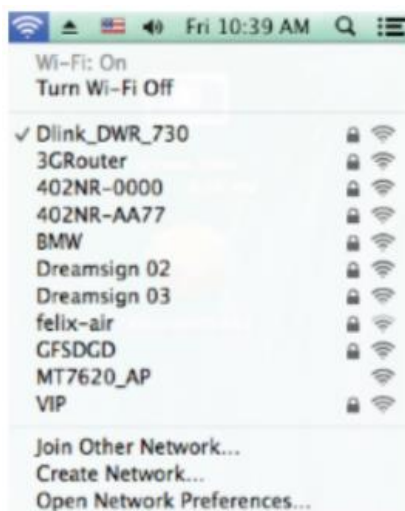 Fri 10:39 AM
Wi-Fi: On
Turn Wi-Fi Off
✓ Dlink_DWR_730
3GRouter
402NR-0000
402NR-AA77
BMW
Dreamsign 02
Dreamsign 03
felix-air
GFSDGD
MT7620_AP
VIP
Join Other Network...
Create Network...
Open Network Preferences...